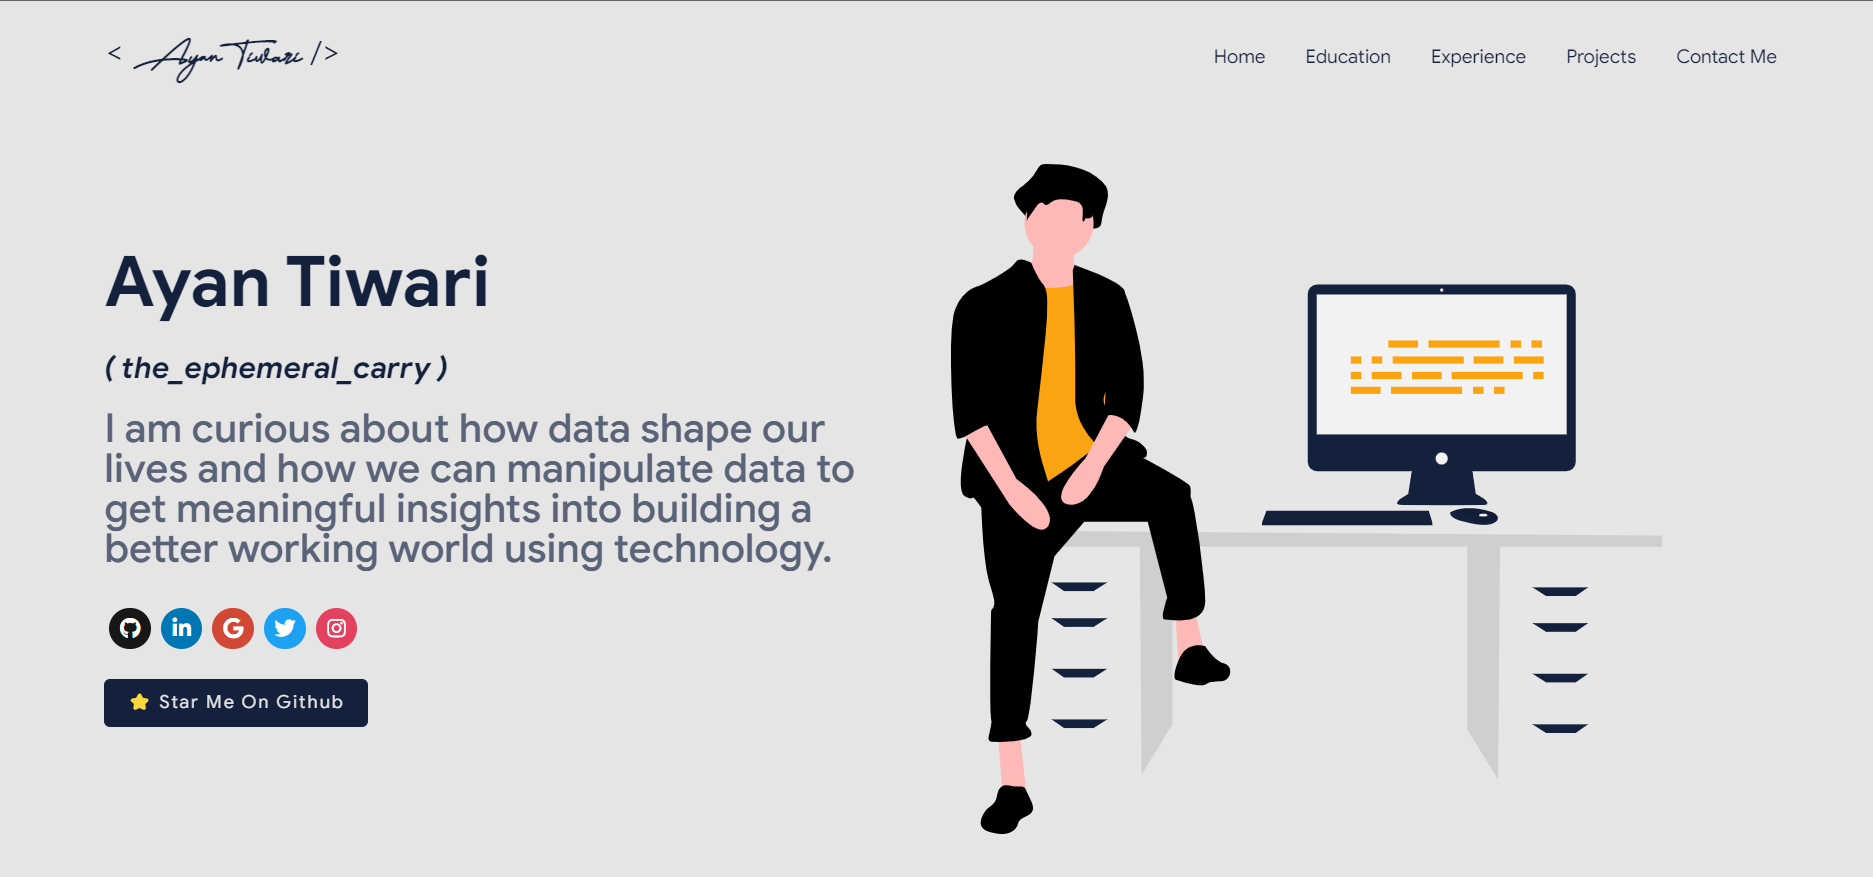 < Ayan Tiwari />
Home Education Experience Projects Contact Me
Ayan Tiwari
( the_ephemeral_carry )
I am curious about how data shape our
lives and how we can manipulate data to
get meaningful insights into building a
better working world using technology.
in G
Star Me On Github